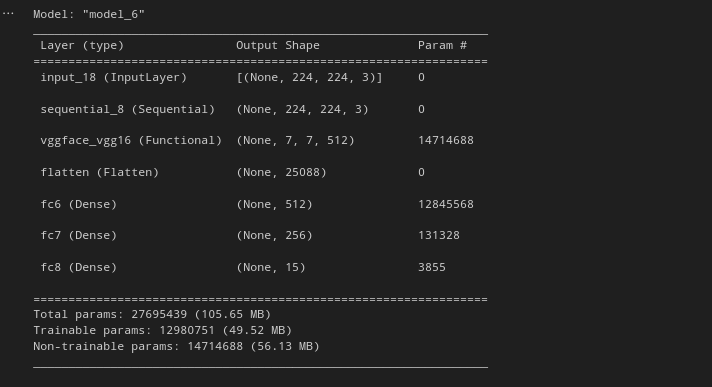 Model: "model_6"
Layer (type) Output Shape Param #
=================================================================
input_18 (InputLayer) [(None, 224, 224, 3)] 0
sequential_8 (Sequential) (None, 224, 224, 3) 0
vggface_vgg16 (Functional) (None, 7, 7, 512) 14714688
flatten (Flatten) (None, 25088) 0
fc6 (Dense) (None, 512) 12845568
fc7 (Dense) (None, 256) 131328
fc8 (Dense) (None, 15) 3855
=================================================================
Total params: 27695439 (105.65 MB)
Trainable params: 12980751 (49.52 MB)
Non-trainable params: 14714688 (56.13 MB)